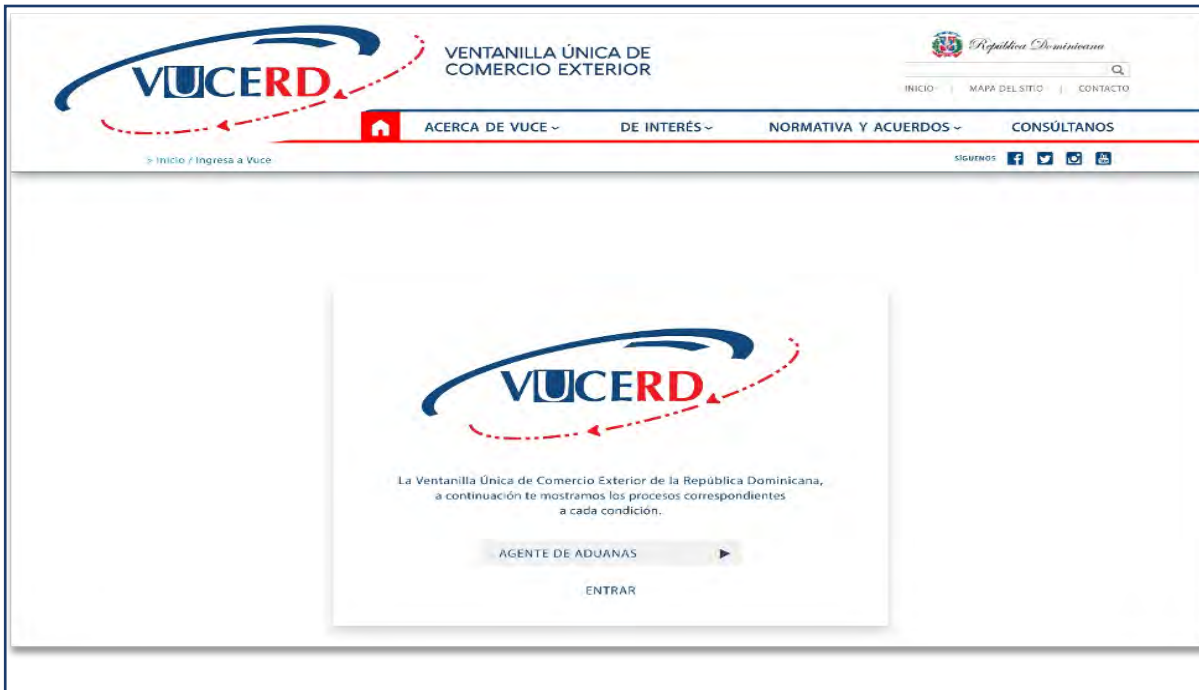 VUCERD
VENTANILLA ÚNICA DE
COMERCIO EXTERIOR
República Dominicana
INICIO | MAPA DEL SITIO | CONTACTO
ACERCA DE VUCE DE INTERÉS NORMATIVA Y ACUERDOS CONSÚLTANOS
> Inicio / Ingresa a Vuce
SÍGUENOS
VUCERD
La Ventanilla Única de Comercio Exterior de la República Dominicana,
a continuación te mostramos los procesos correspondientes
a cada condición.
AGENTE DE ADUANAS
ENTRAR